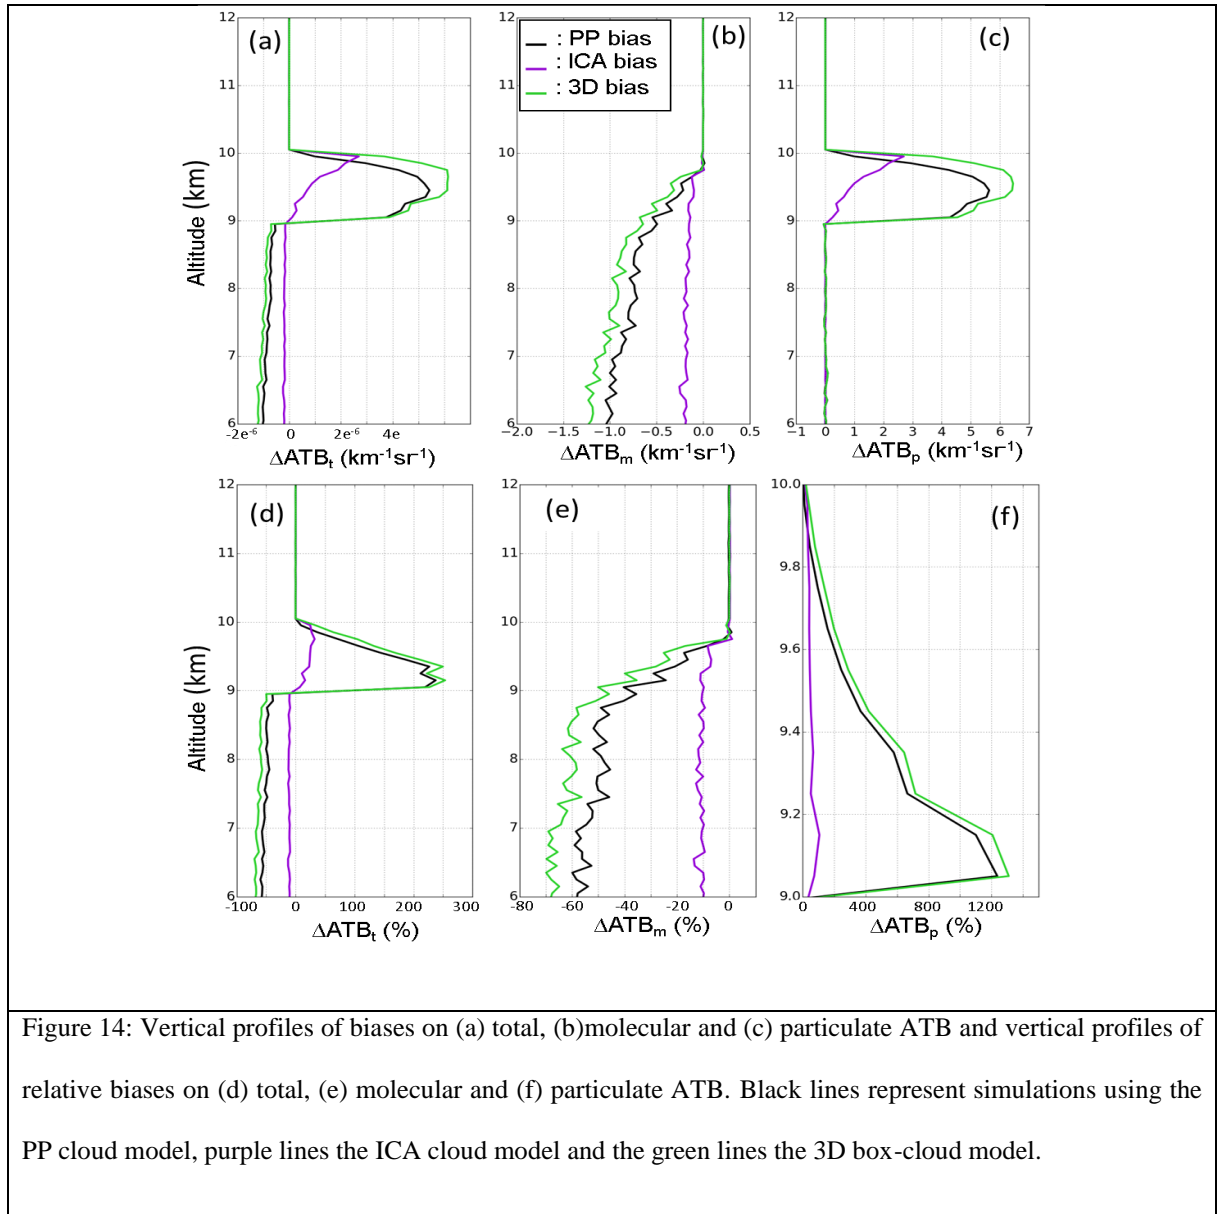 12
11
10
9
8
7
6
Altitude (km)
(a)
-2e⁻⁶ 0 2e⁻⁶ 4e
ΔATBₜ (km⁻¹sr⁻¹)
12
11
10
9
8
7
6
: PP bias
: ICA bias
: 3D bias
(b)
−2.0 −1.5 −1.0 −0.5 0.0 0.5
ΔATBₘ (km⁻¹sr⁻¹)
12
11
10
9
8
7
6
(c)
−1 0 1 2 3 4 5 6 7
ΔATBₚ (km⁻¹sr⁻¹)
12
11
10
9
8
7
6
Altitude (km)
(d)
-100 0 100 200 300
ΔATBₜ (%)
12
11
10
9
8
7
6
(e)
-80 -60 -40 -20 0
ΔATBₘ (%)
10.0
9.8
9.6
9.4
9.2
9.0
(f)
0 400 800 1200
ΔATBₚ (%)
Figure 14: Vertical profiles of biases on (a) total, (b)molecular and (c) particulate ATB and vertical profiles of
relative biases on (d) total, (e) molecular and (f) particulate ATB. Black lines represent simulations using the
PP cloud model, purple lines the ICA cloud model and the green lines the 3D box-cloud model.